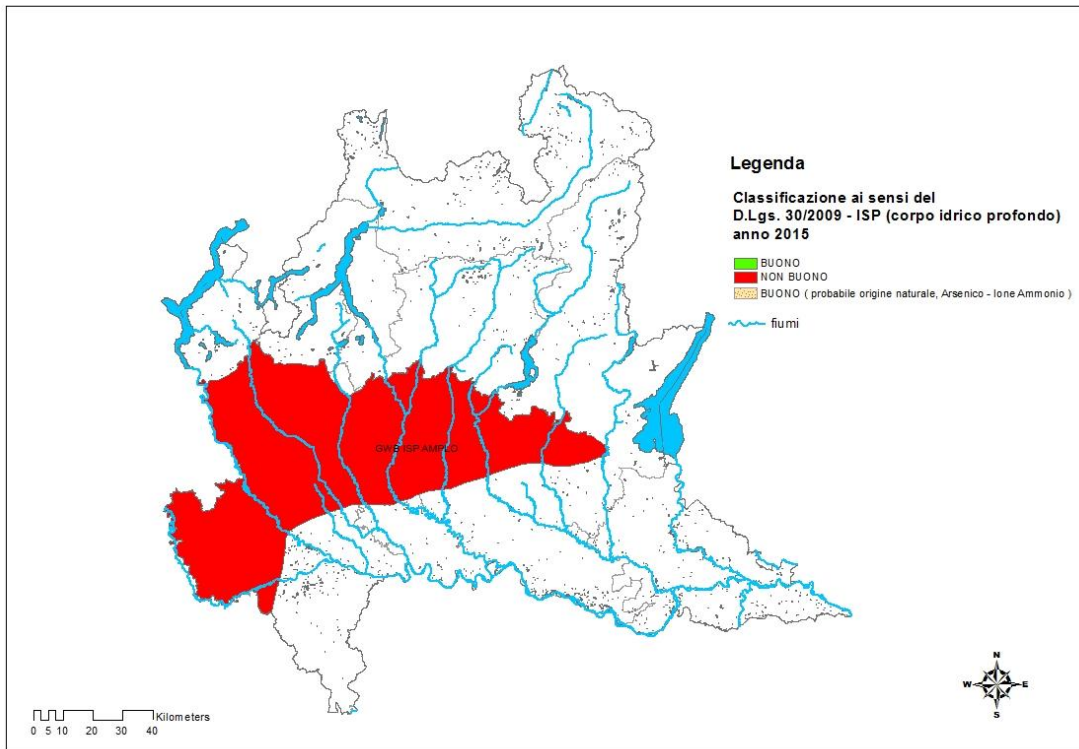 Legenda
Classificazione ai sensi del
D.Lgs. 30/2009 - ISP (corpo idrico profondo)
anno 2015
BUONO
NON BUONO
BUONO ( probabile origine naturale, Arsenico - Ione Ammonio )
fiumi
GWB ISP AMPLO
N
W E
S
Kilometers
0 5 10 20 30 40